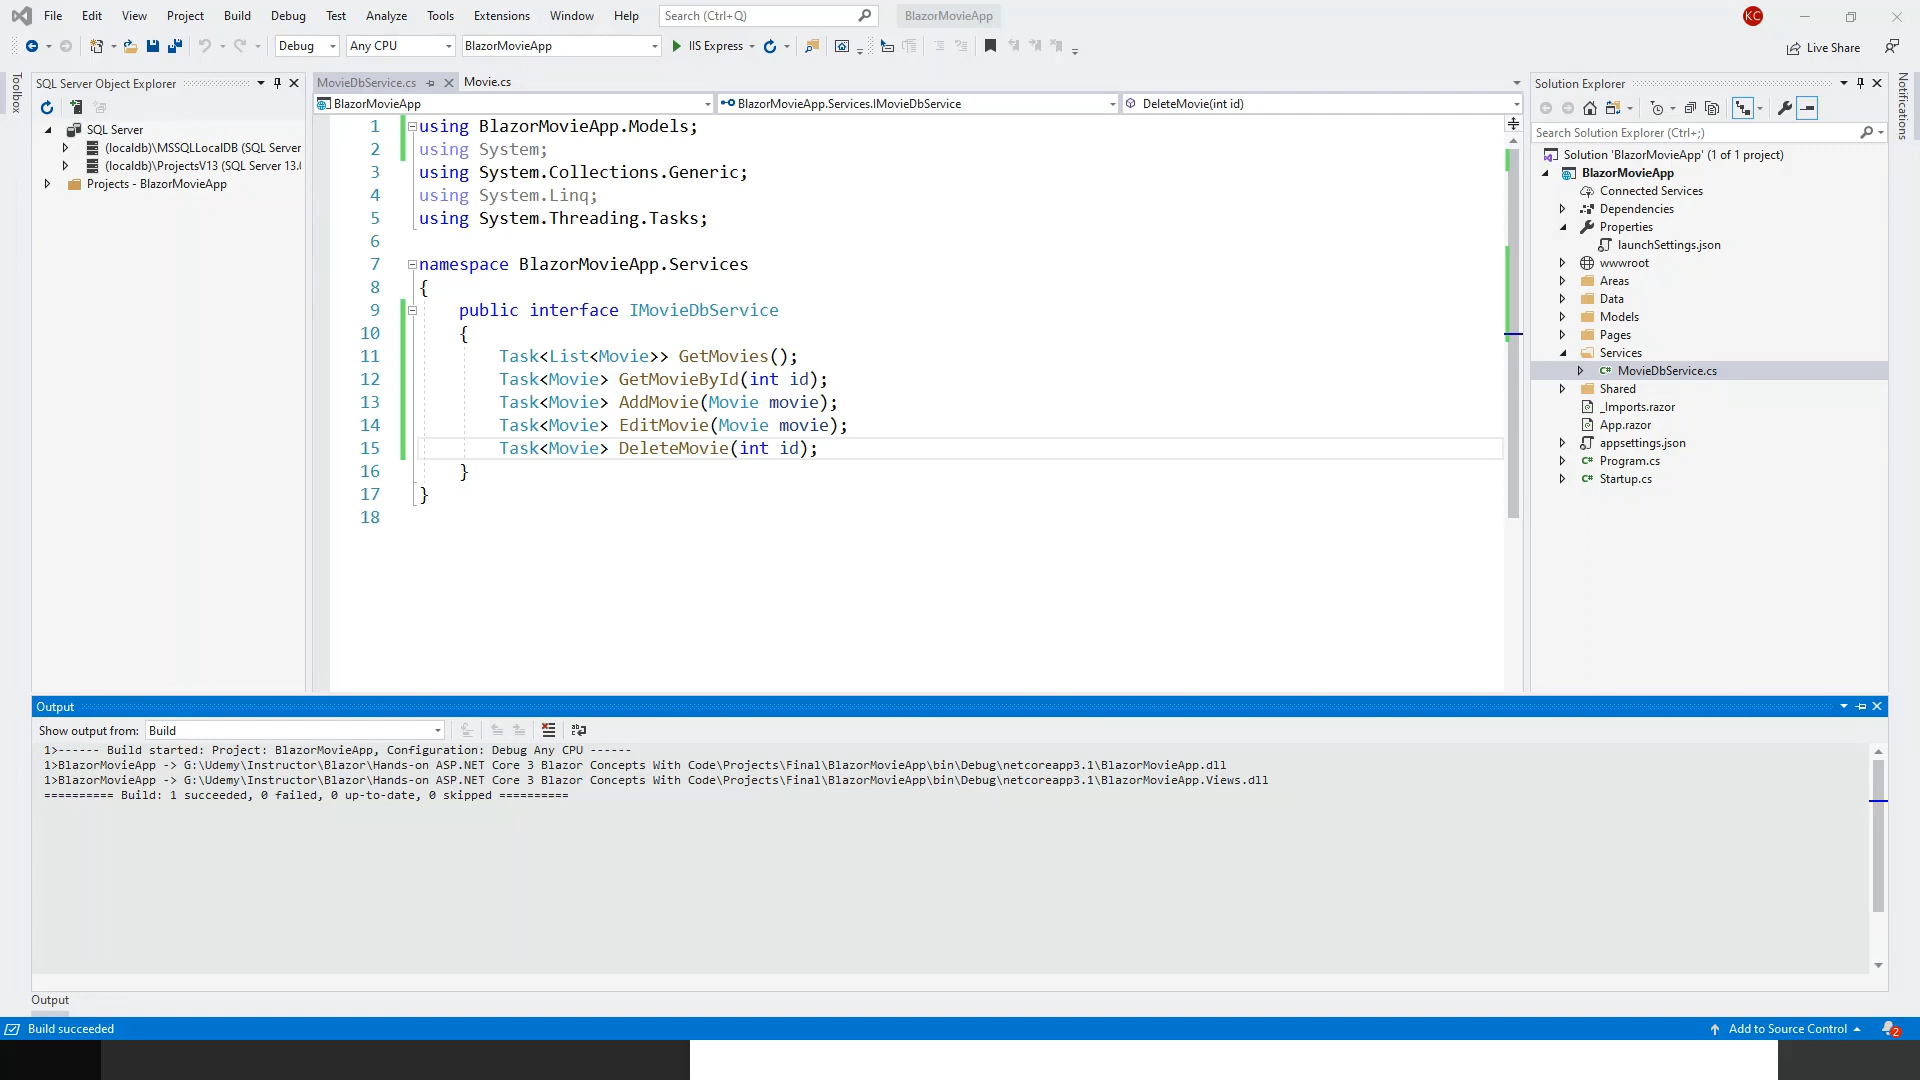 File Edit View Project Build Debug Test Analyze Tools Extensions Window Help Search (Ctrl+Q) BlazorMovieApp KC
Debug Any CPU BlazorMovieApp IIS Express Live Share
Toolbox
SQL Server Object Explorer
SQL Server
(localdb)\MSSQLLocalDB (SQL Server
(localdb)\ProjectsV13 (SQL Server 13.0
Projects - BlazorMovieApp
MovieDbService.cs Movie.cs
BlazorMovieApp BlazorMovieApp.Services.IMovieDbService DeleteMovie(int id)
1 using BlazorMovieApp.Models;
2 using System;
3 using System.Collections.Generic;
4 using System.Linq;
5 using System.Threading.Tasks;
6
7 namespace BlazorMovieApp.Services
8 {
9 public interface IMovieDbService
10 {
11 Task<List<Movie>> GetMovies();
12 Task<Movie> GetMovieById(int id);
13 Task<Movie> AddMovie(Movie movie);
14 Task<Movie> EditMovie(Movie movie);
15 Task<Movie> DeleteMovie(int id);
16 }
17 }
18
Solution Explorer
Search Solution Explorer (Ctrl+;)
Solution 'BlazorMovieApp' (1 of 1 project)
BlazorMovieApp
Connected Services
Dependencies
Properties
launchSettings.json
wwwroot
Areas
Data
Models
Pages
Services
C# MovieDbService.cs
Shared
_Imports.razor
App.razor
appsettings.json
C# Program.cs
C# Startup.cs
Notifications
Output
Show output from: Build
1>------ Build started: Project: BlazorMovieApp, Configuration: Debug Any CPU ------
1>BlazorMovieApp -> G:\Udemy\Instructor\Blazor\Hands-on ASP.NET Core 3 Blazor Concepts With Code\Projects\Final\BlazorMovieApp\bin\Debug\netcoreapp3.1\BlazorMovieApp.dll
1>BlazorMovieApp -> G:\Udemy\Instructor\Blazor\Hands-on ASP.NET Core 3 Blazor Concepts With Code\Projects\Final\BlazorMovieApp\bin\Debug\netcoreapp3.1\BlazorMovieApp.Views.dll
========== Build: 1 succeeded, 0 failed, 0 up-to-date, 0 skipped ==========
Output
Build succeeded Add to Source Control 2